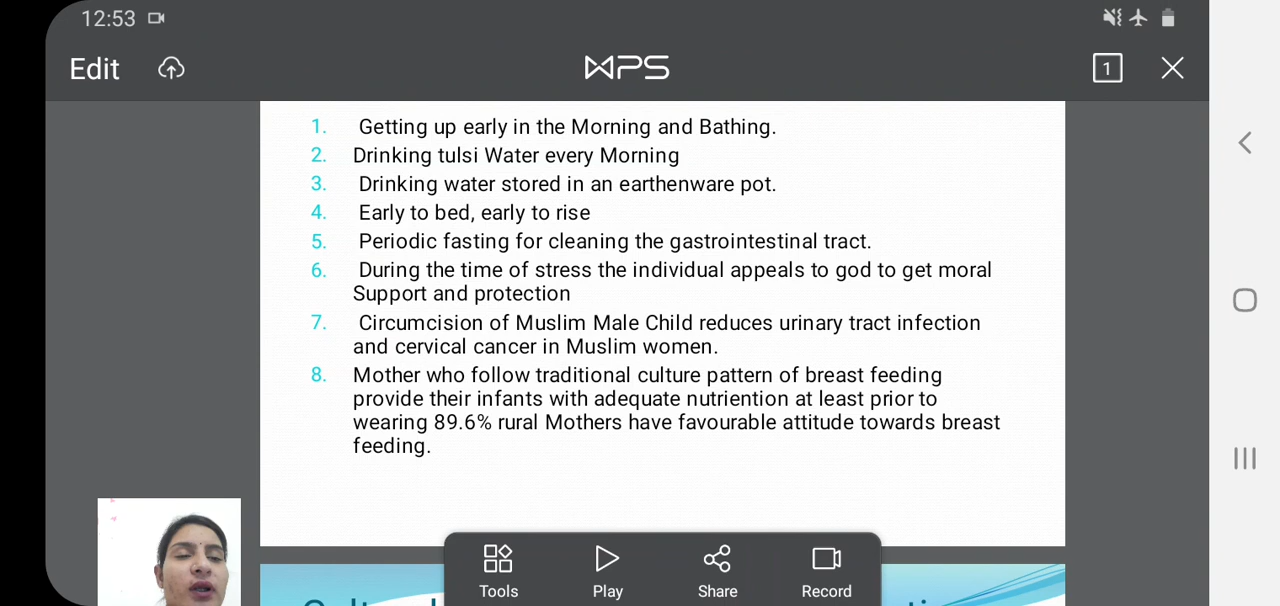 12:53
Edit
WPS
1
1. Getting up early in the Morning and Bathing.
2. Drinking tulsi Water every Morning
3. Drinking water stored in an earthenware pot.
4. Early to bed, early to rise
5. Periodic fasting for cleaning the gastrointestinal tract.
6. During the time of stress the individual appeals to god to get moral
Support and protection
7. Circumcision of Muslim Male Child reduces urinary tract infection
and cervical cancer in Muslim women.
8. Mother who follow traditional culture pattern of breast feeding
provide their infants with adequate nutriention at least prior to
wearing 89.6% rural Mothers have favourable attitude towards breast
feeding.
Tools Play Share Record